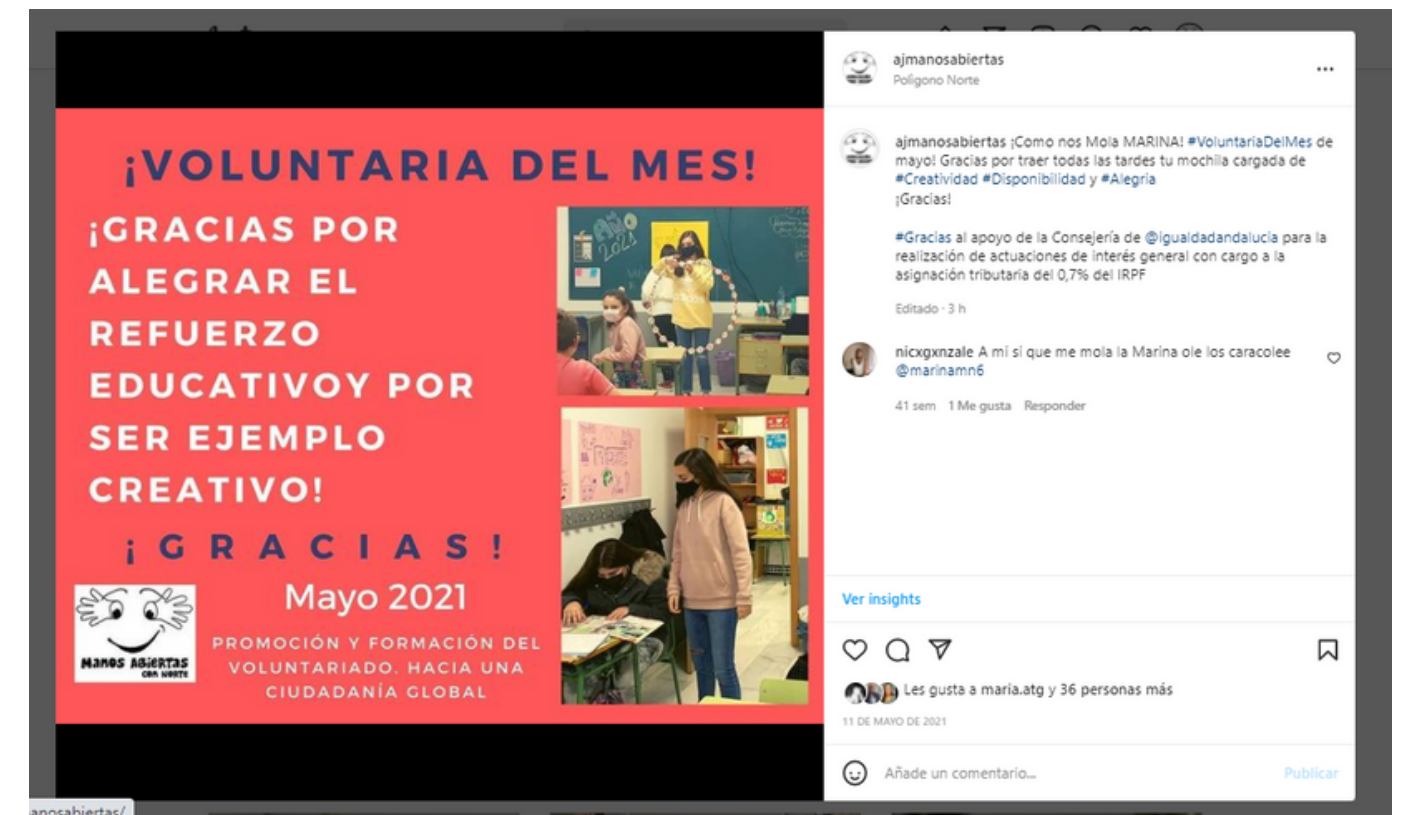 ¡VOLUNTARIA DEL MES!
¡GRACIAS POR
ALEGRAR EL
REFUERZO
EDUCATIVOY POR
SER EJEMPLO
CREATIVO!
¡GRACIAS!
Mayo 2021
PROMOCIÓN Y FORMACIÓN DEL
VOLUNTARIADO. HACIA UNA
CIUDADANÍA GLOBAL
MANOS ABIERTAS
CON NORTE
AÑO
2021
ajmanosabiertas
Polígono Norte
ajmanosabiertas ¡Como nos Mola MARINA! #VoluntariaDelMes de
mayo! Gracias por traer todas las tardes tu mochila cargada de
#Creatividad #Disponibilidad y #Alegría
¡Gracias!
#Gracias al apoyo de la Consejería de @igualdadandalucia para la
realización de actuaciones de interés general con cargo a la
asignación tributaria del 0,7% del IRPF
Editado · 3 h
nicxgxnzale A mi si que me mola la Marina ole los caracolee
@marinamn6
41 sem 1 Me gusta Responder
Ver insights
Les gusta a maria.atg y 36 personas más
11 DE MAYO DE 2021
Añade un comentario...
Publicar
anosabiertas/